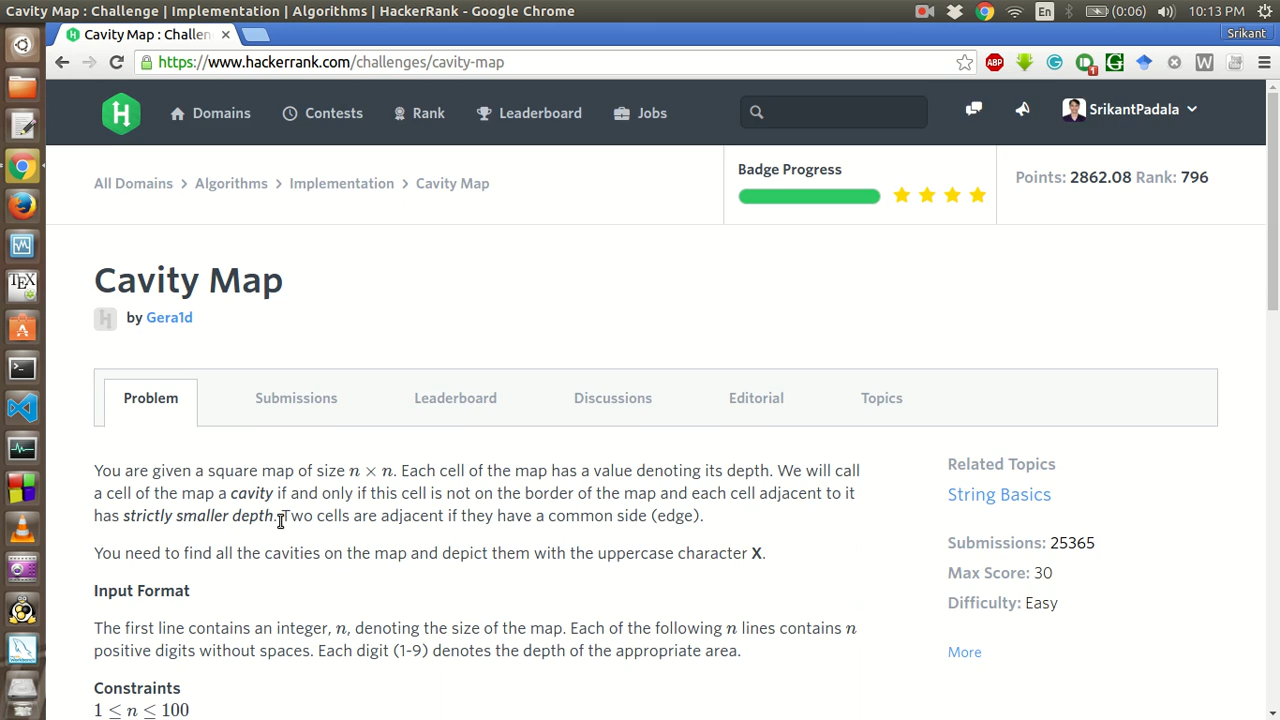 Cavity Map : Challenge | Implementation | Algorithms | HackerRank - Google Chrome
En
(0:06)
10:13 PM
Cavity Map : Challen
Srikant
https://www.hackerrank.com/challenges/cavity-map
ABP
1
G
W
H
Domains
Contests
Rank
Leaderboard
Jobs
SrikantPadala
All Domains > Algorithms > Implementation > Cavity Map
Badge Progress
Points: 2862.08 Rank: 796
Cavity Map
by Gera1d
Problem
Submissions
Leaderboard
Discussions
Editorial
Topics
You are given a square map of size n × n. Each cell of the map has a value denoting its depth. We will call
a cell of the map a cavity if and only if this cell is not on the border of the map and each cell adjacent to it
has strictly smaller depth. Two cells are adjacent if they have a common side (edge).
You need to find all the cavities on the map and depict them with the uppercase character X.
Input Format
The first line contains an integer, n, denoting the size of the map. Each of the following n lines contains n
positive digits without spaces. Each digit (1-9) denotes the depth of the appropriate area.
Constraints
1 ≤ n ≤ 100
Related Topics
String Basics
Submissions: 25365
Max Score: 30
Difficulty: Easy
More
TEX